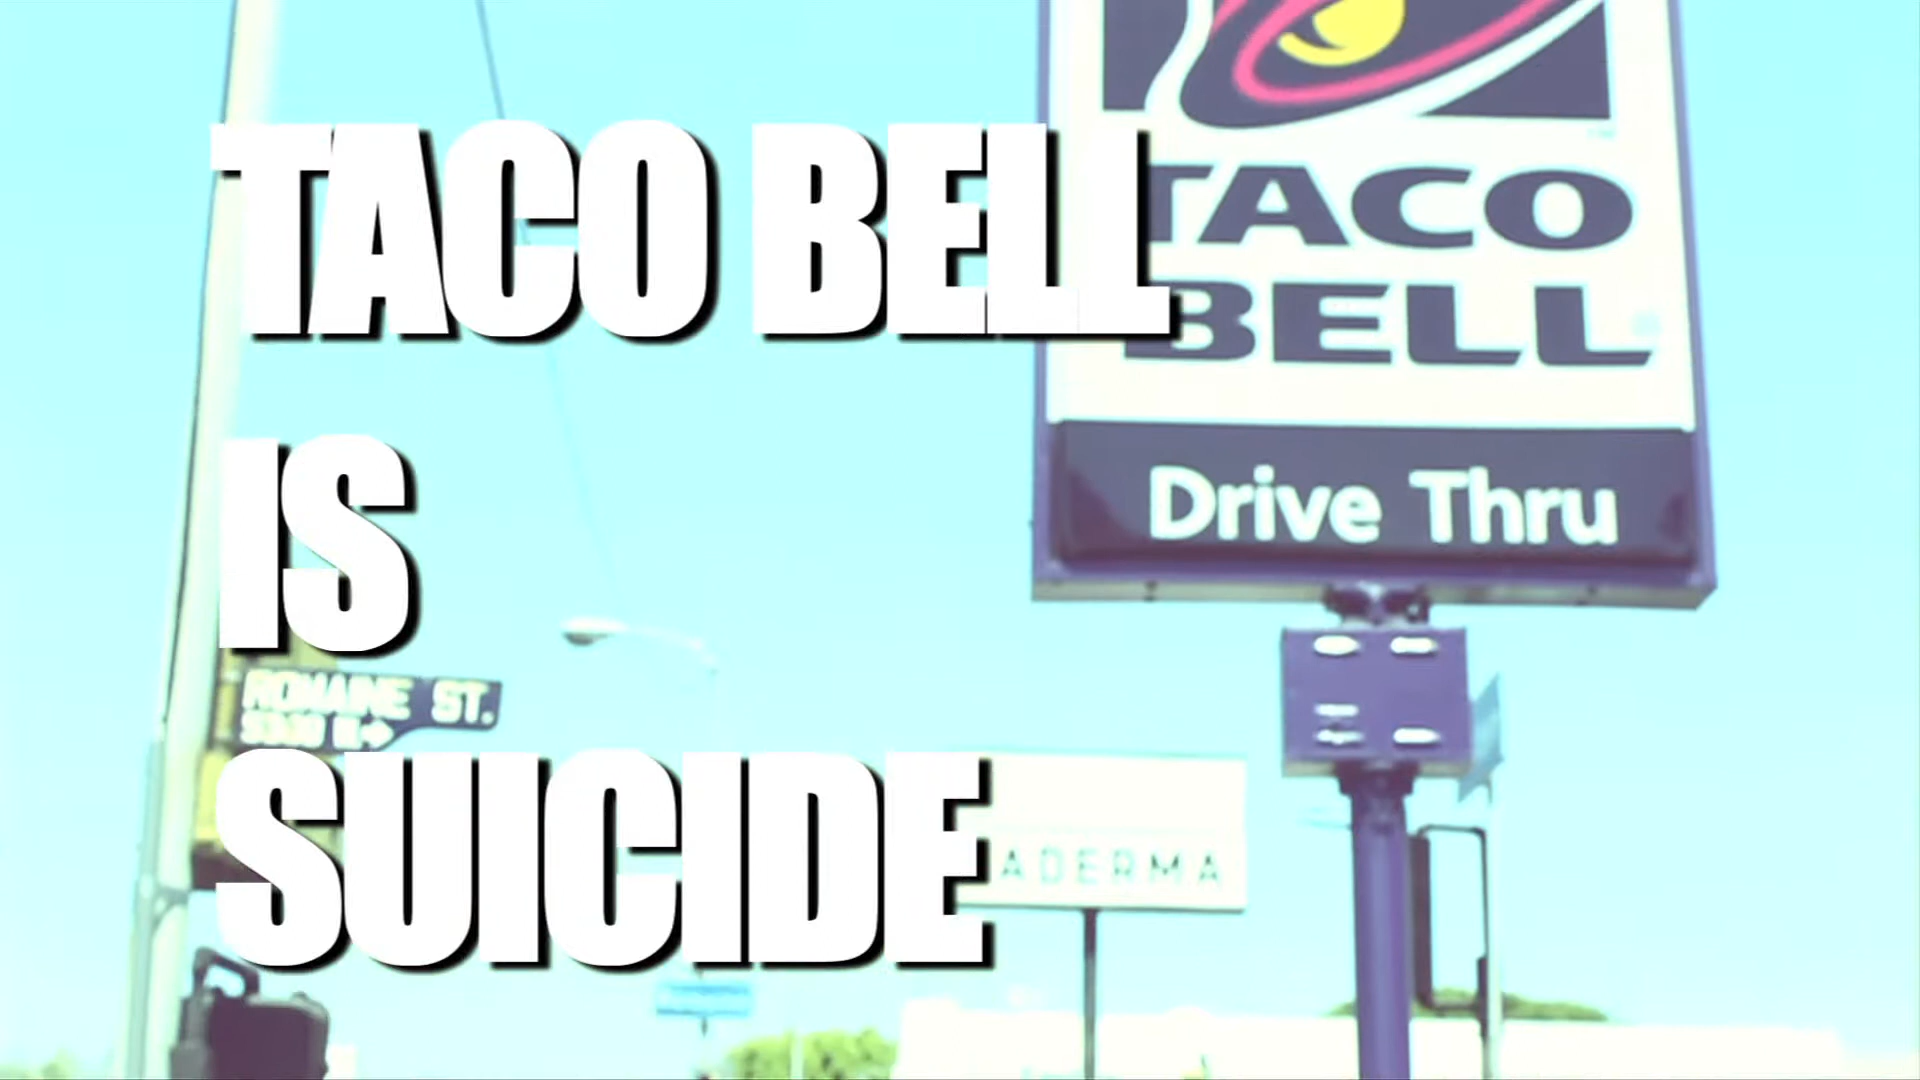 TACO BELL
IS
SUICIDE
TACO
BELL
Drive Thru
ROMAINE ST.
ADERMA